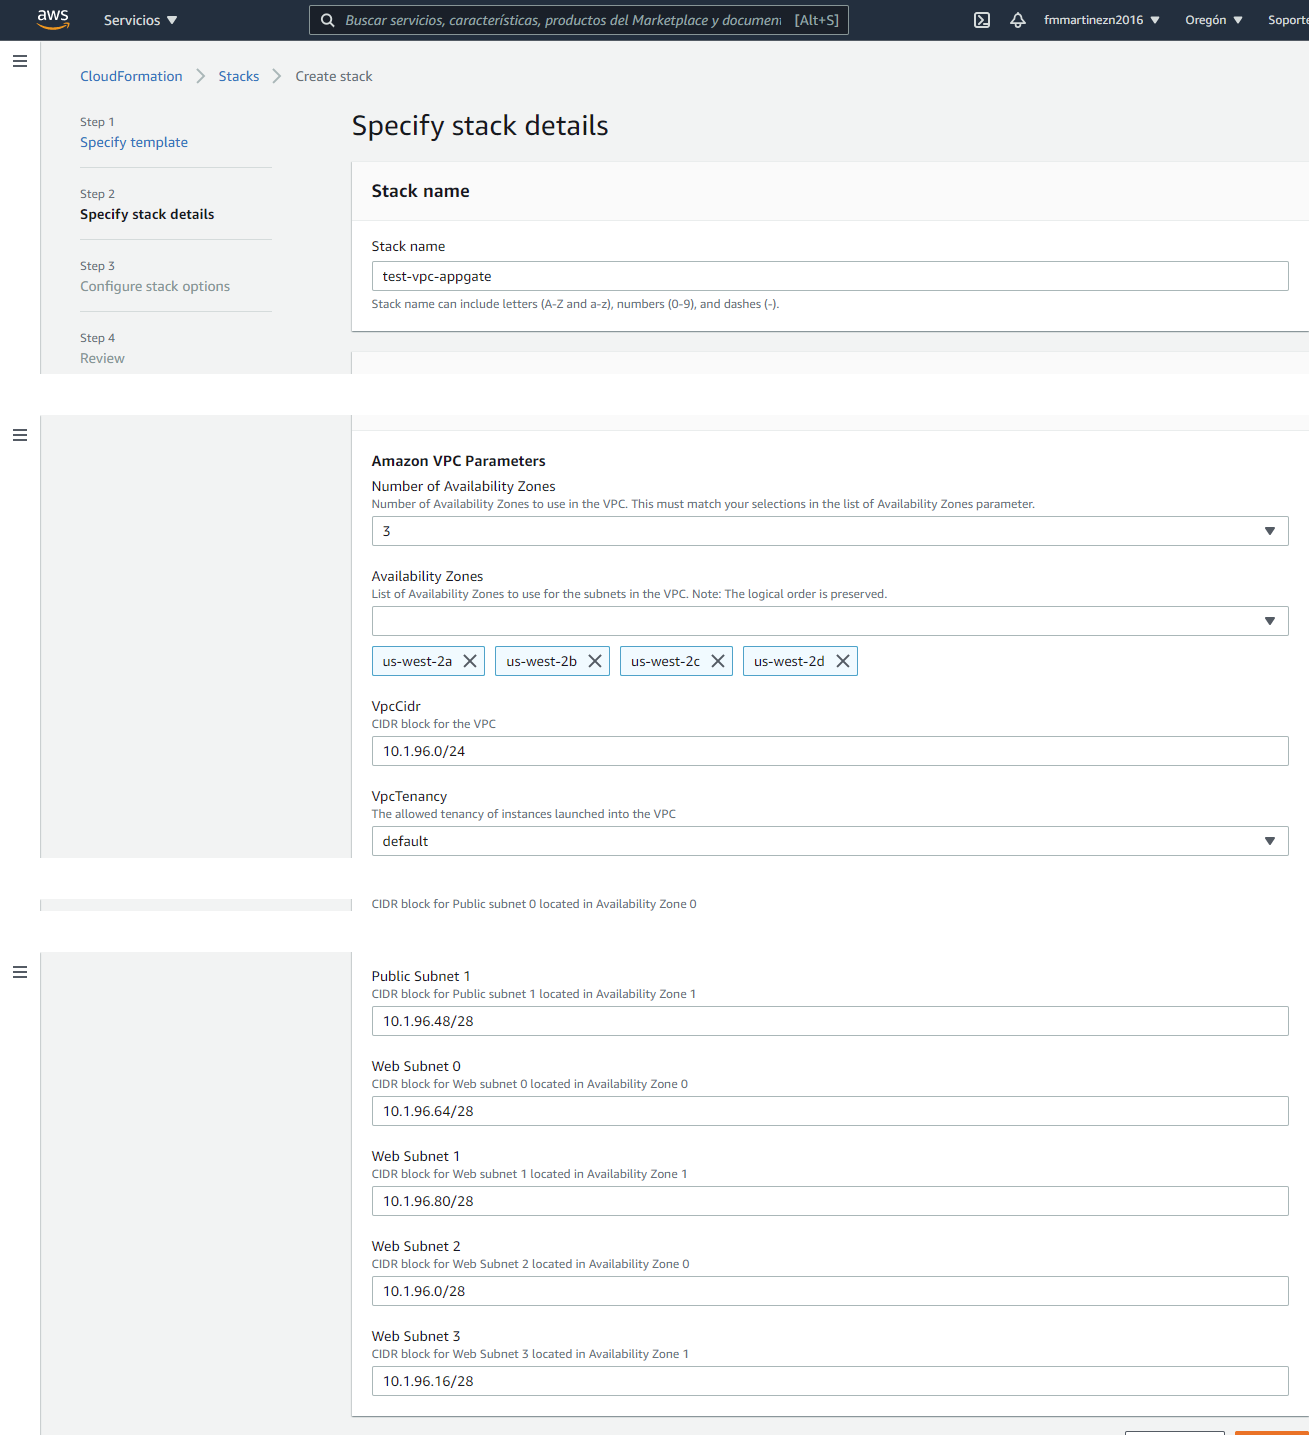 aws
Servicios
Buscar servicios, características, productos del Marketplace y documen
[Alt+S]
fmmartinezn2016
Oregón
Soporte
CloudFormation
Stacks
Create stack
Step 1
Specify template
Step 2
Specify stack details
Step 3
Configure stack options
Step 4
Review
Specify stack details
Stack name
Stack name
test-vpc-appgate
Stack name can include letters (A-Z and a-z), numbers (0-9), and dashes (-).
Amazon VPC Parameters
Number of Availability Zones
Number of Availability Zones to use in the VPC. This must match your selections in the list of Availability Zones parameter.
3
Availability Zones
List of Availability Zones to use for the subnets in the VPC. Note: The logical order is preserved.
us-west-2a
us-west-2b
us-west-2c
us-west-2d
VpcCidr
CIDR block for the VPC
10.1.96.0/24
VpcTenancy
The allowed tenancy of instances launched into the VPC
default
CIDR block for Public subnet 0 located in Availability Zone 0
Public Subnet 1
CIDR block for Public subnet 1 located in Availability Zone 1
10.1.96.48/28
Web Subnet 0
CIDR block for Web subnet 0 located in Availability Zone 0
10.1.96.64/28
Web Subnet 1
CIDR block for Web subnet 1 located in Availability Zone 1
10.1.96.80/28
Web Subnet 2
CIDR block for Web Subnet 2 located in Availability Zone 0
10.1.96.0/28
Web Subnet 3
CIDR block for Web Subnet 3 located in Availability Zone 1
10.1.96.16/28